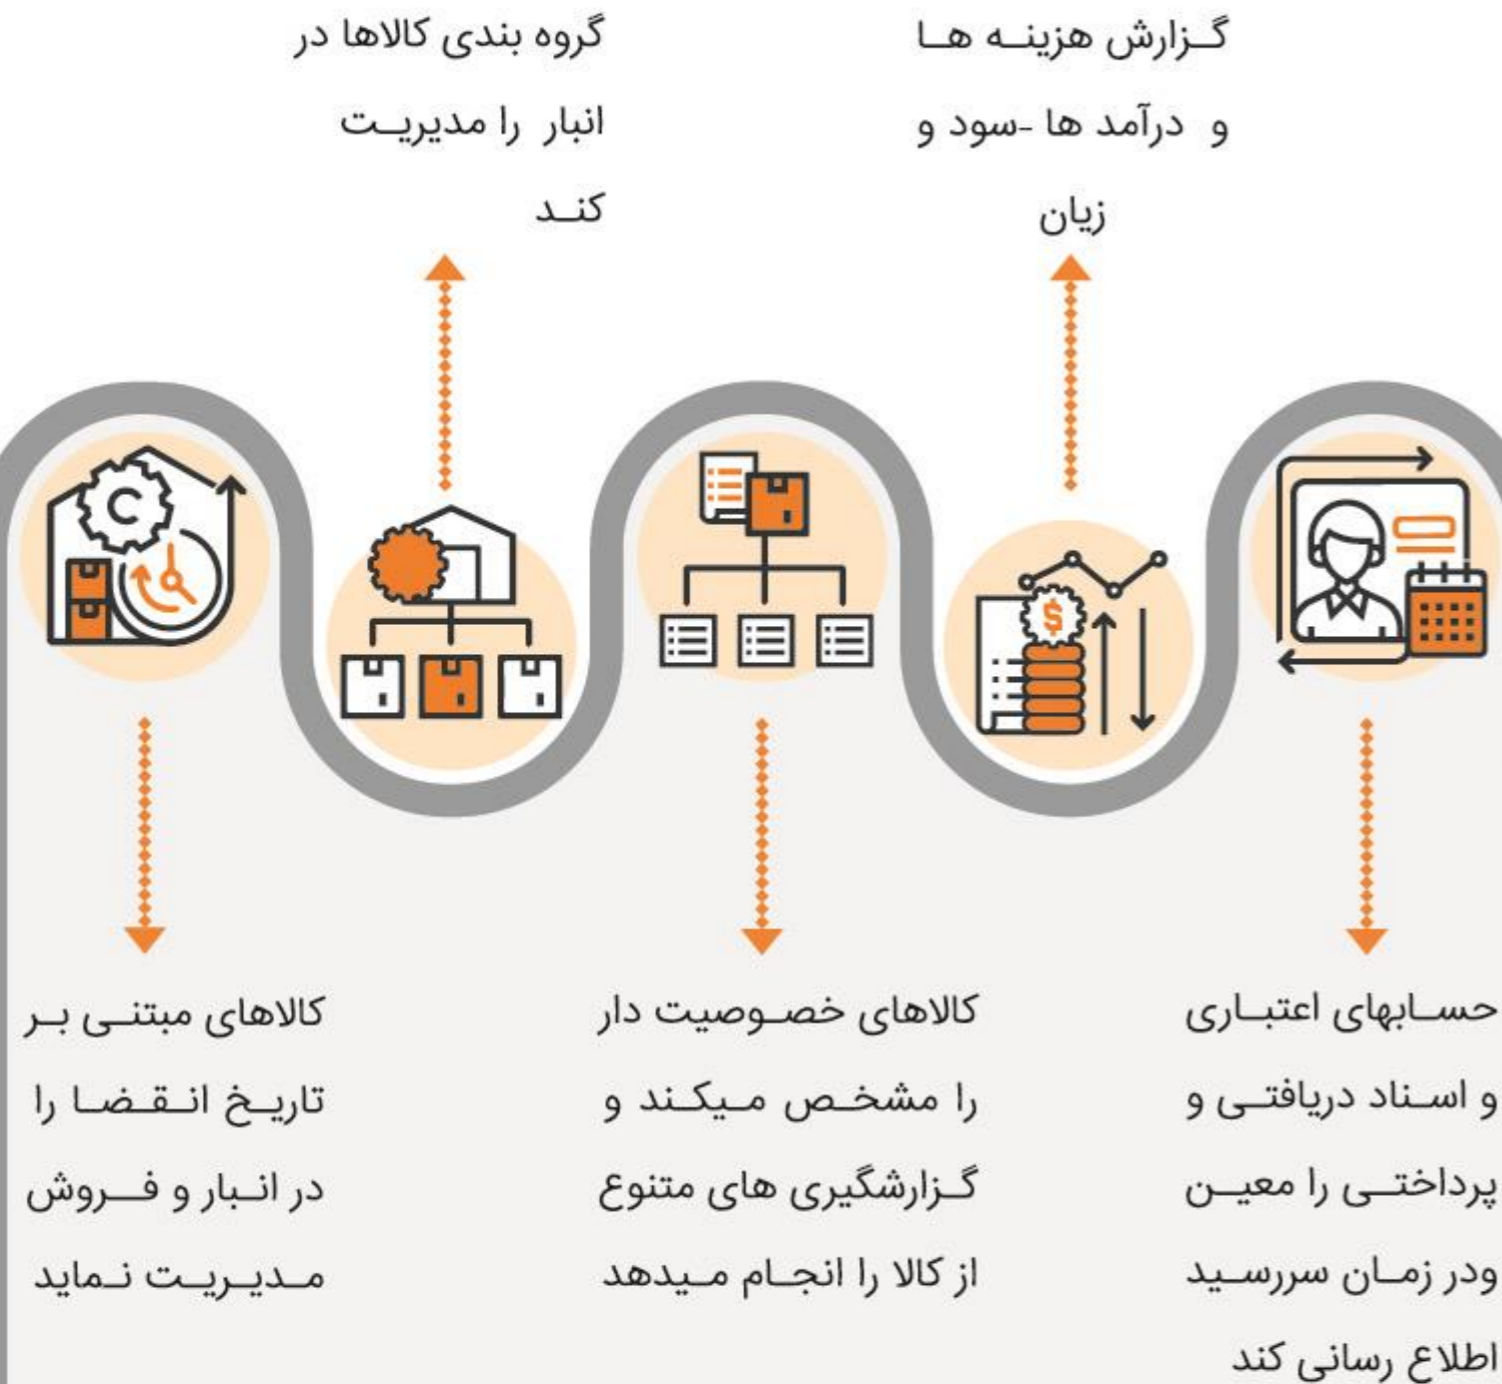 گزارش هزینه ها
و درآمد ها -سود و
زیان
گروه بندی کالاها در
انبار را مدیریت
کند
C
$
حسابهای اعتباری
و اسناد دریافتی و
پرداختی را معین
ودر زمان سررسید
اطلاع رسانی کند
کالاهای خصوصیت دار
را مشخص میکند و
گزارشگیری های متنوع
از کالا را انجام میدهد
کالاهای مبتنی بر
تاریخ انقضا را
در انبار و فروش
مدیریت نماید